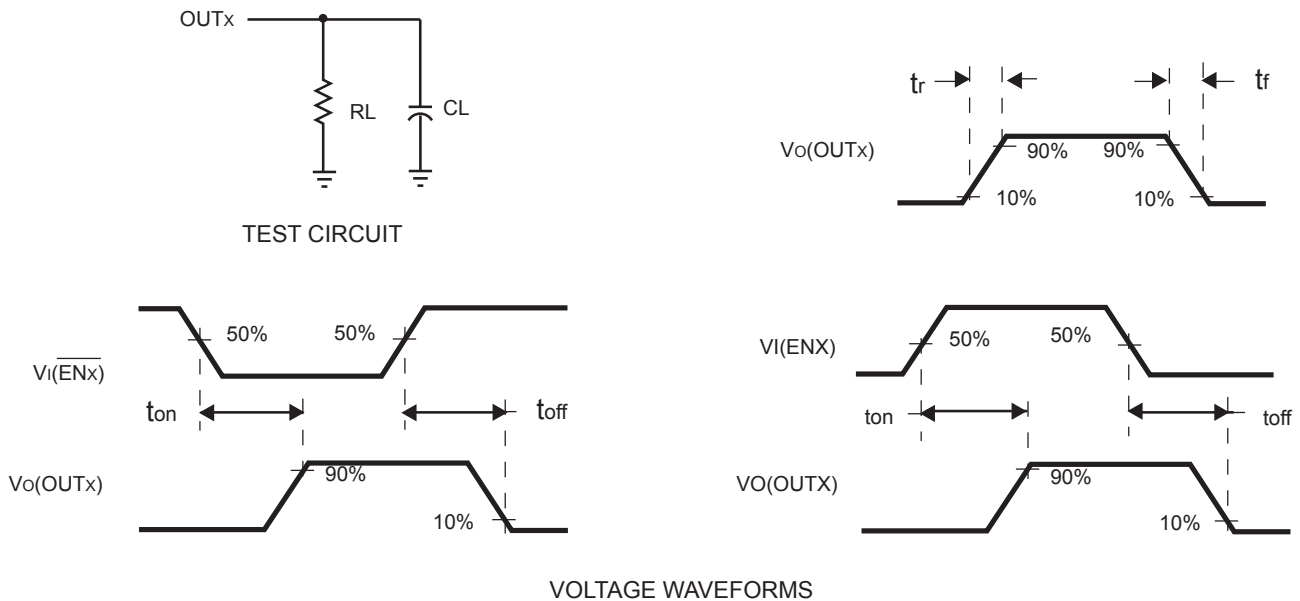 OUTx
RL
CL
TEST CIRCUIT
tr
tf
VO(OUTx)
90%
90%
10%
10%
50%
50%
VI(ENx)
ton
toff
VO(OUTx)
90%
10%
50%
50%
VI(ENX)
ton
toff
VO(OUTX)
90%
10%
VOLTAGE WAVEFORMS